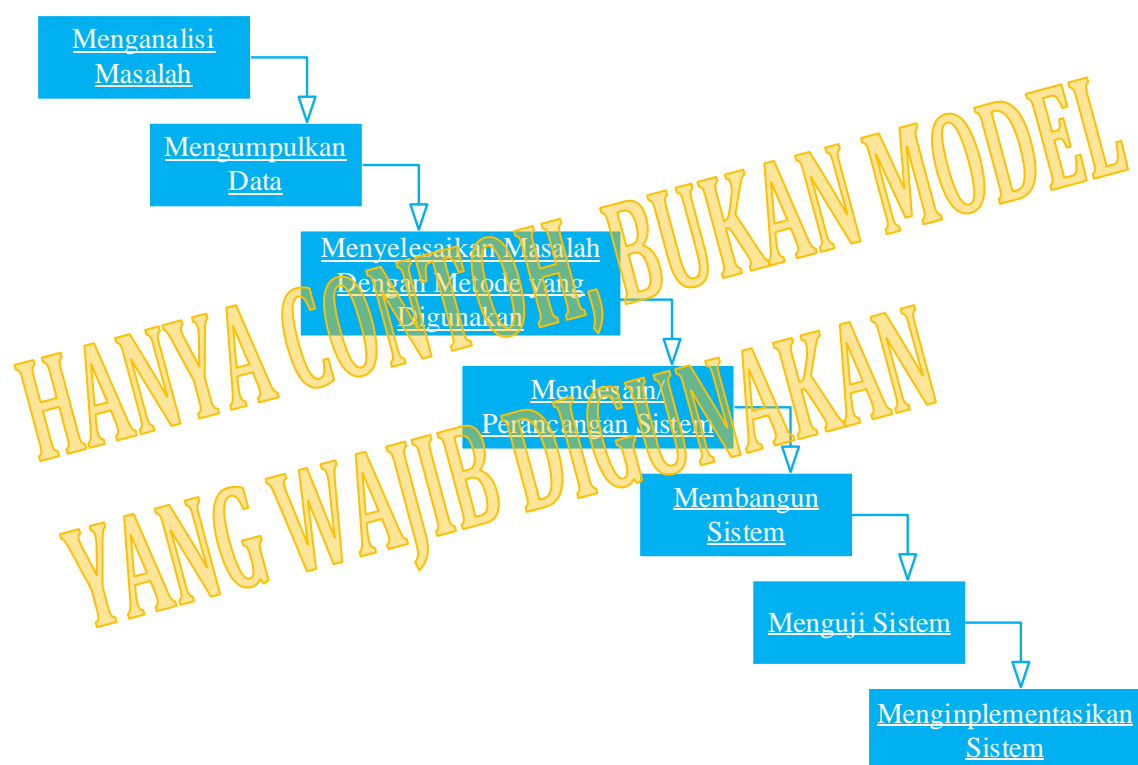 Menganalisi
Masalah
Mengumpulkan
Data
Menyelesaikan Masalah
Dengan Metode yang
Digunakan
Mendesain/
Perancangan Sistem
Membangun
Sistem
Menguji Sistem
Menginplementasikan
Sistem
HANYA CONTOH, BUKAN MODEL
YANG WAJIB DIGUNAKAN